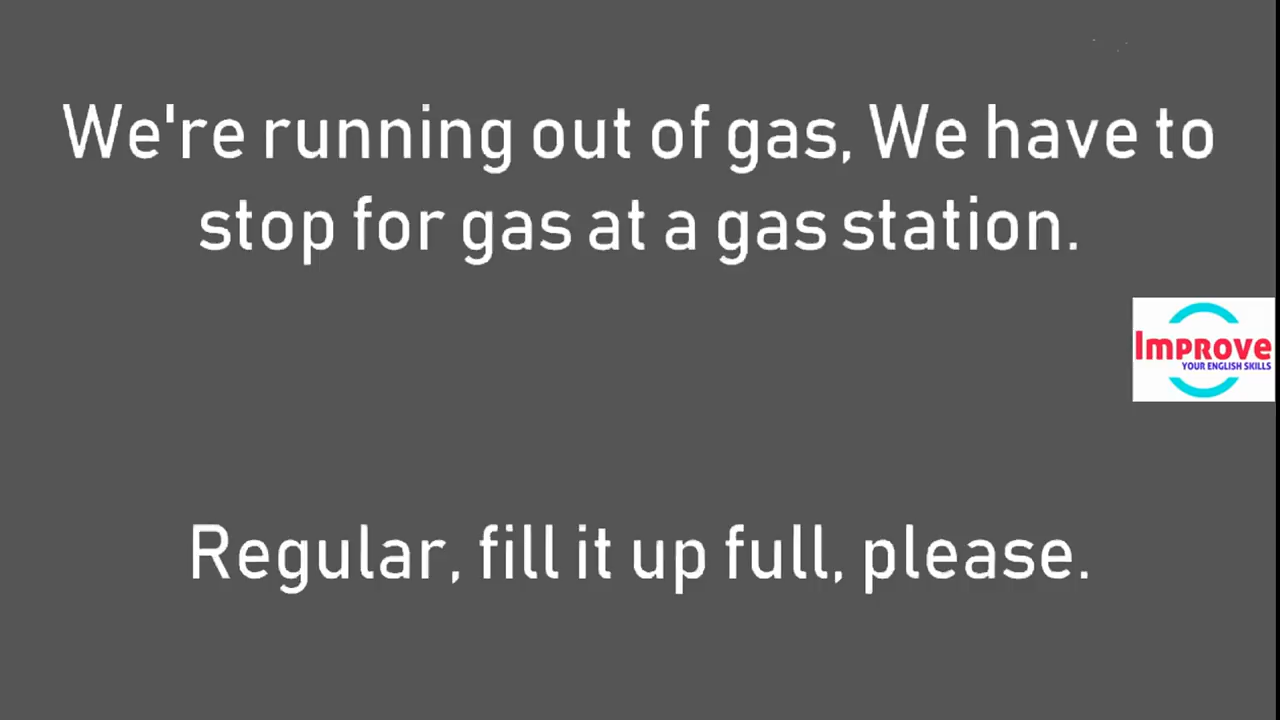 We're running out of gas, We have to
stop for gas at a gas station.
Improve
YOUR ENGLISH SKILLS
Regular, fill it up full, please.